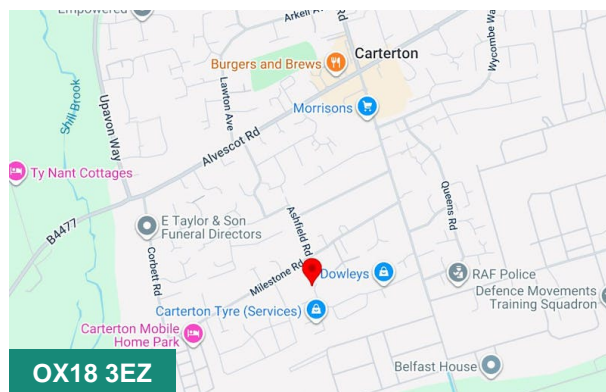 Empowered
Arkell Ave
Rd
Burgers and Brews
Carterton
Wycombe Way
Morrisons
Lawton Ave
Shill Brook
Upavon Way
Alvescot Rd
Ty Nant Cottages
B4477
E Taylor & Son
Funeral Directors
Queens Rd
Ashfield Rd
Corbett Rd
Milestone Rd
Dowleys
RAF Police
Defence Movements
Training Squadron
Carterton Tyre (Services)
Carterton Mobile
Home Park
Belfast House
OX18 3EZ